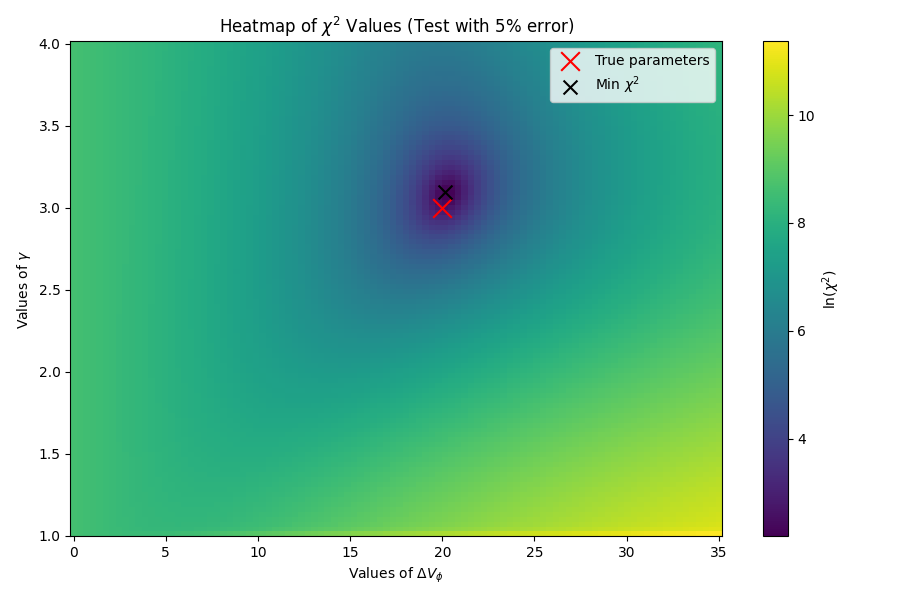 Heatmap of χ² Values (Test with 5% error)
True parameters
Min χ²
Values of γ
4.0
3.5
3.0
2.5
2.0
1.5
1.0
0 5 10 15 20 25 30 35
Values of ΔV_ϕ
10
8
6
4
ln(χ²)